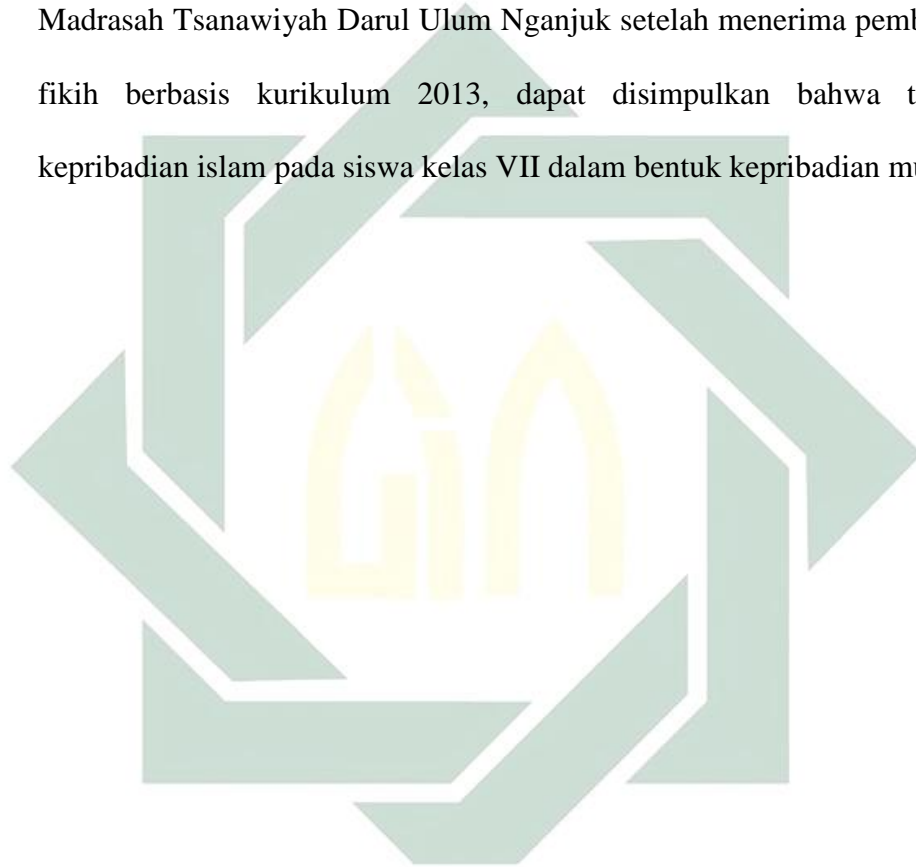 Madrasah Tsanawiyah Darul Ulum Nganjuk setelah menerima
fikih berbasis kurikulum 2013, dapat disimpulkan bahwa
kepribadian islam pada siswa kelas VII dalam bentuk kepribadian